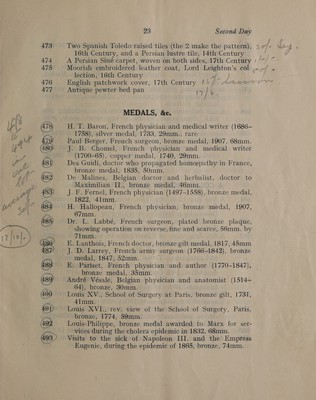 23 Second Day
473 Two Spanish Toledo raised tiles (the 2 make the pattern),
16th Century, and a Persian lustre tile, 14th Century
474 A Persian Siné carpet, woven on both sides, 17th Century
475 Moorish embroidered leather coat, Lord Leighton's col-
lection, 16th Century
476 English patchwork cover, 17th Century
477 Antique pewter bed pan
MEDALS, &c.
478 H. T. Baron, French physician and medical writer (1686-
1788), silver medal, 1733, 29mm., rare
479 Paul Berger, French surgeon, bronze medal, 1907, 68mm.
480 J. B. Chomel, French physician and medical writer
(1700-65), copper medal, 1740, 29mm.
481 Des Guidi, doctor who propagated homeopathy in France,
bronze medal, 1835, 50mm.
482 De Malines, Belgian doctor and herbalist, doctor to
Maximilian II., bronze medal, 46mm.
483 J. F. Fernel, French physician (1497-1558), bronze medal,
1822, 41mm.
484 H. Hallopeau, French physician, bronze medal, 1907,
67mm.
485 Dr. L. Labbé, French surgeon, plated bronze plaque,
showing operation on reverse, fine and scarce, 56mm. by
71mm.
486 E. Lanthois, French doctor, bronze gilt medal, 1817, 45mm
487 J. D. Larrey, French army surgeon (1766-1842), bronze
medal, 1847, 52mm.
488 E. Pariset, French physician and author (1770-1847),
bronze medal, 35mm.
489 André Vésale, Belgian physician and anatomist (1514-
64), bronze, 30mm.
490 Louis XV., School of Surgery at Paris, bronze gilt, 1731,
41mm.
491 Louis XVI., rev. view of the School of Surgery, Paris,
bronze, 1774, 59mm.
492 Louis-Philippe, bronze medal awarded to Marx for ser-
vices during the cholera epidemic in 1832, 68mm.
493 Visits to the sick of Napoleon III. and the Empress
Eugenie, during the epidemic of 1865, bronze, 74mm.